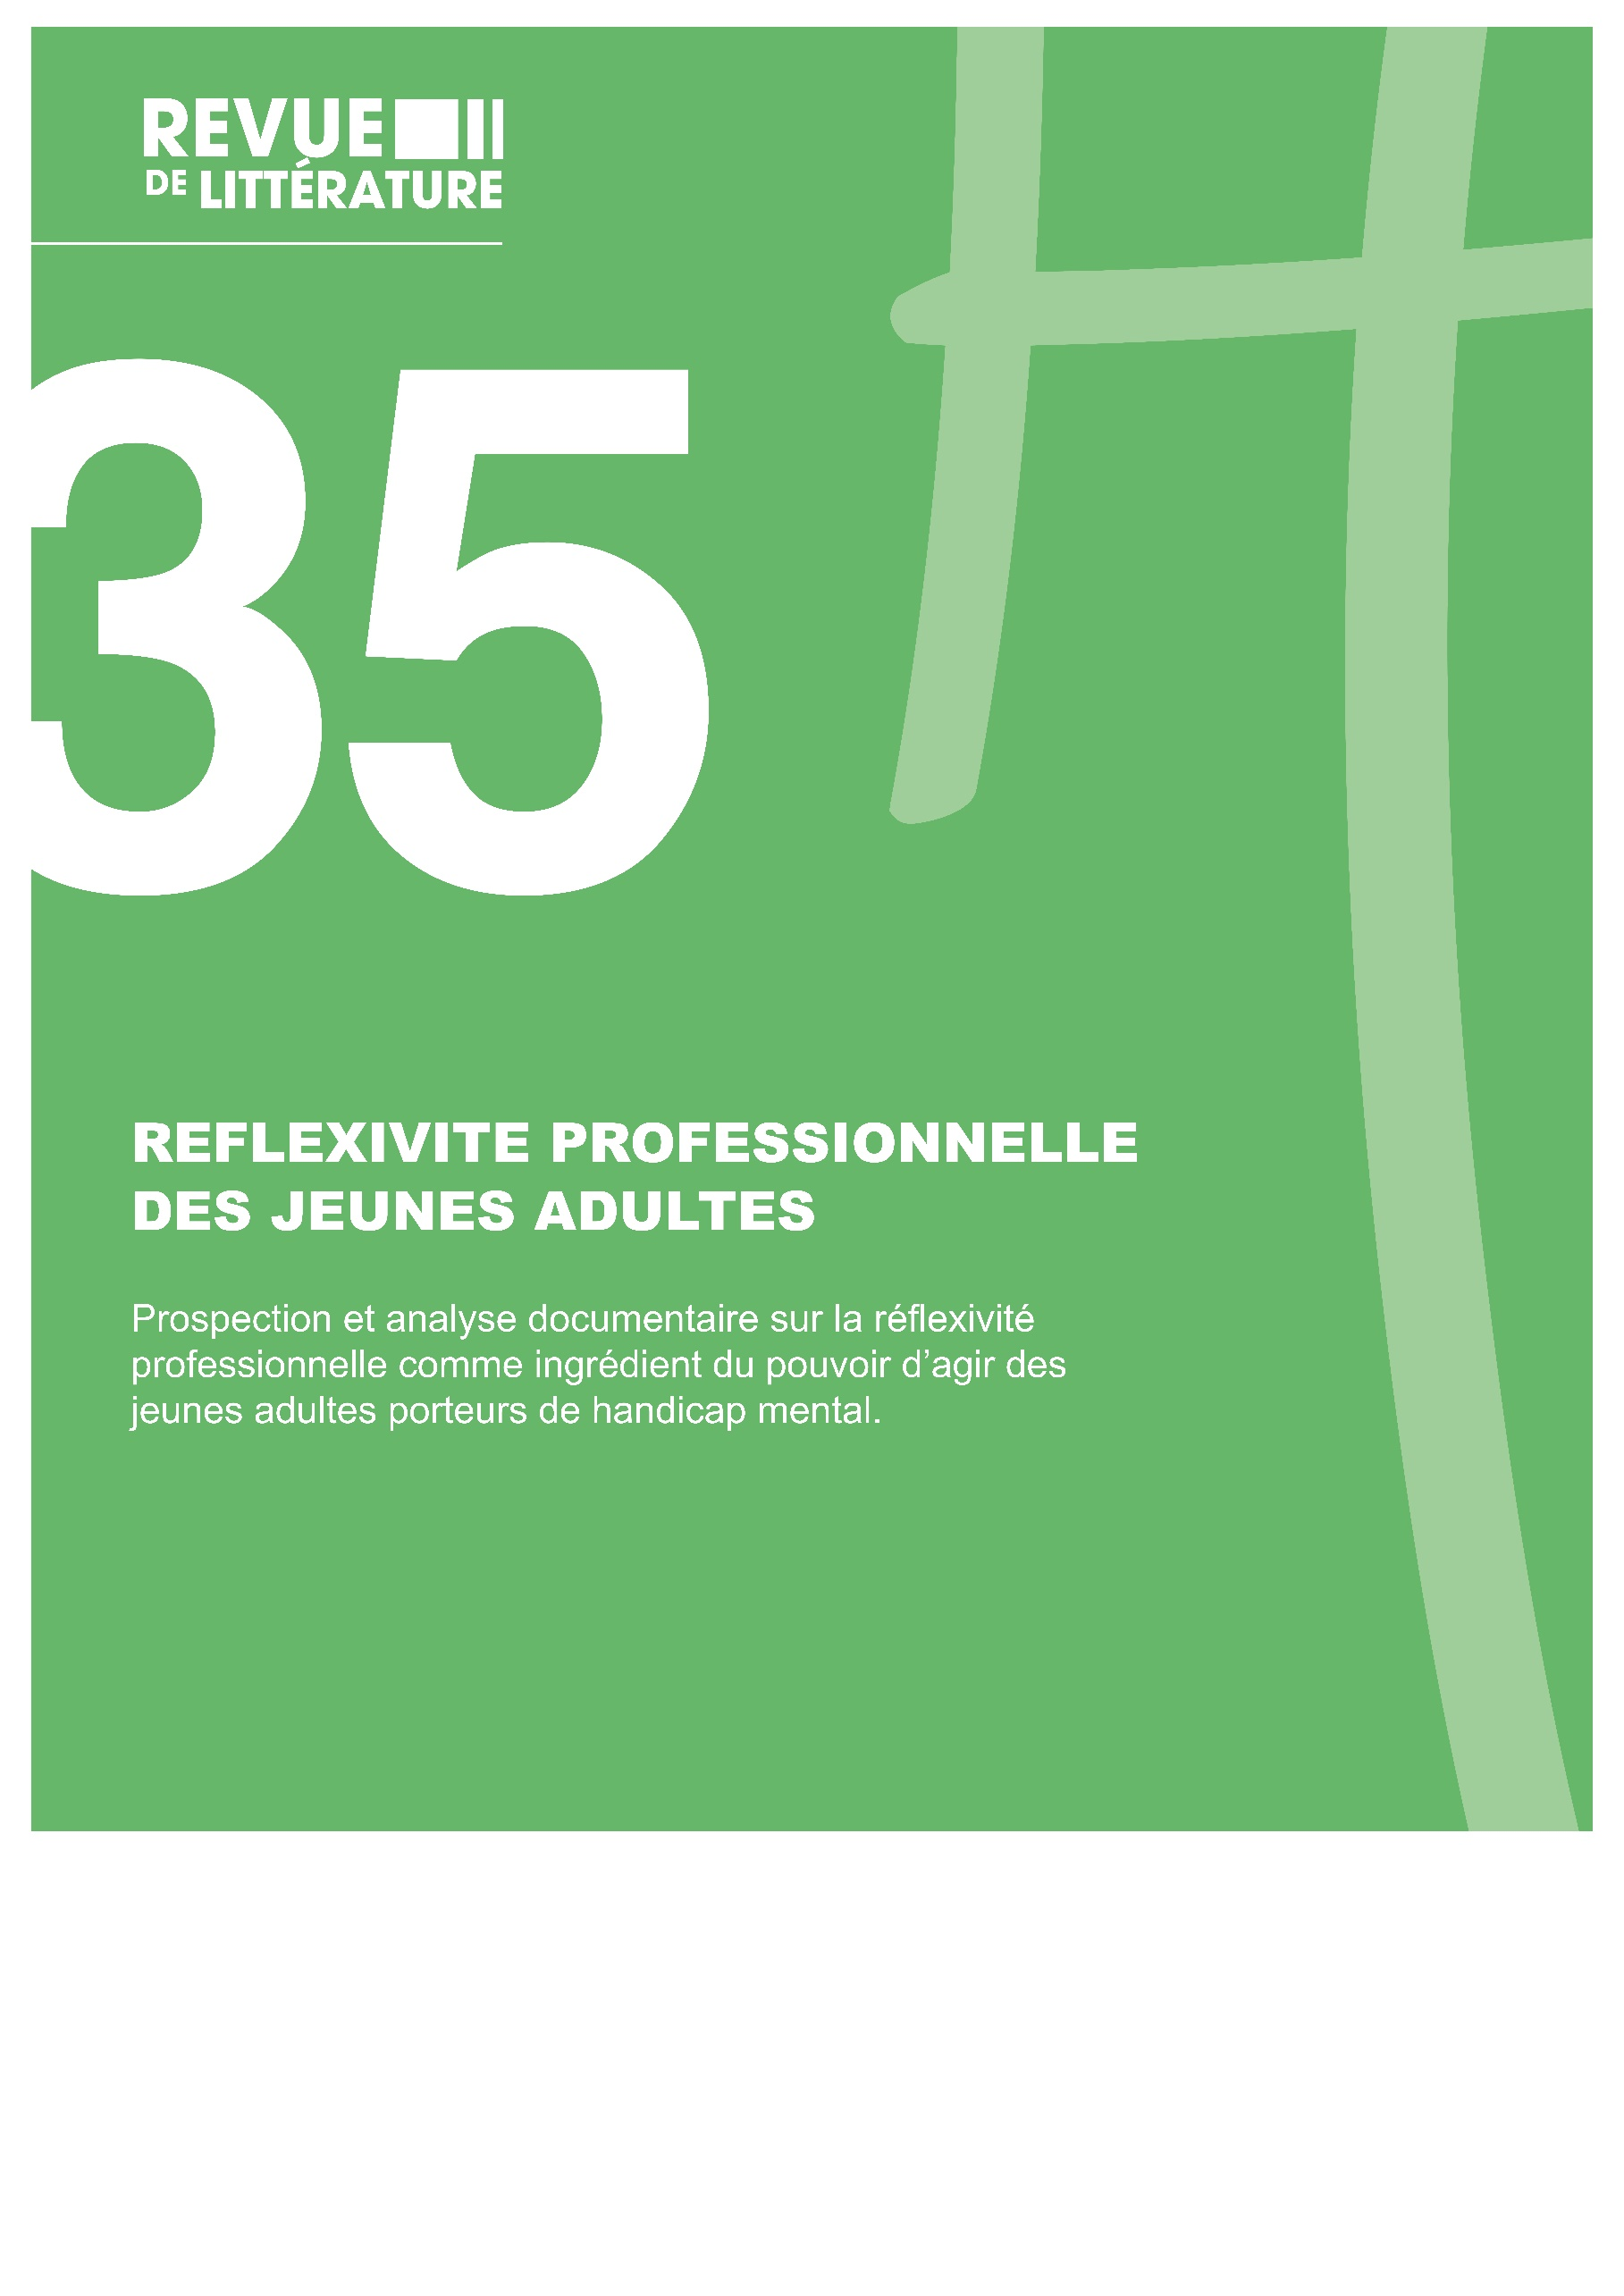 REVUE
DE LITTÉRATURE
35
REFLEXIVITE PROFESSIONNELLE
DES JEUNES ADULTES
Prospection et analyse documentaire sur la réflexivité
professionnelle comme ingrédient du pouvoir d’agir des
jeunes adultes porteurs de handicap mental.